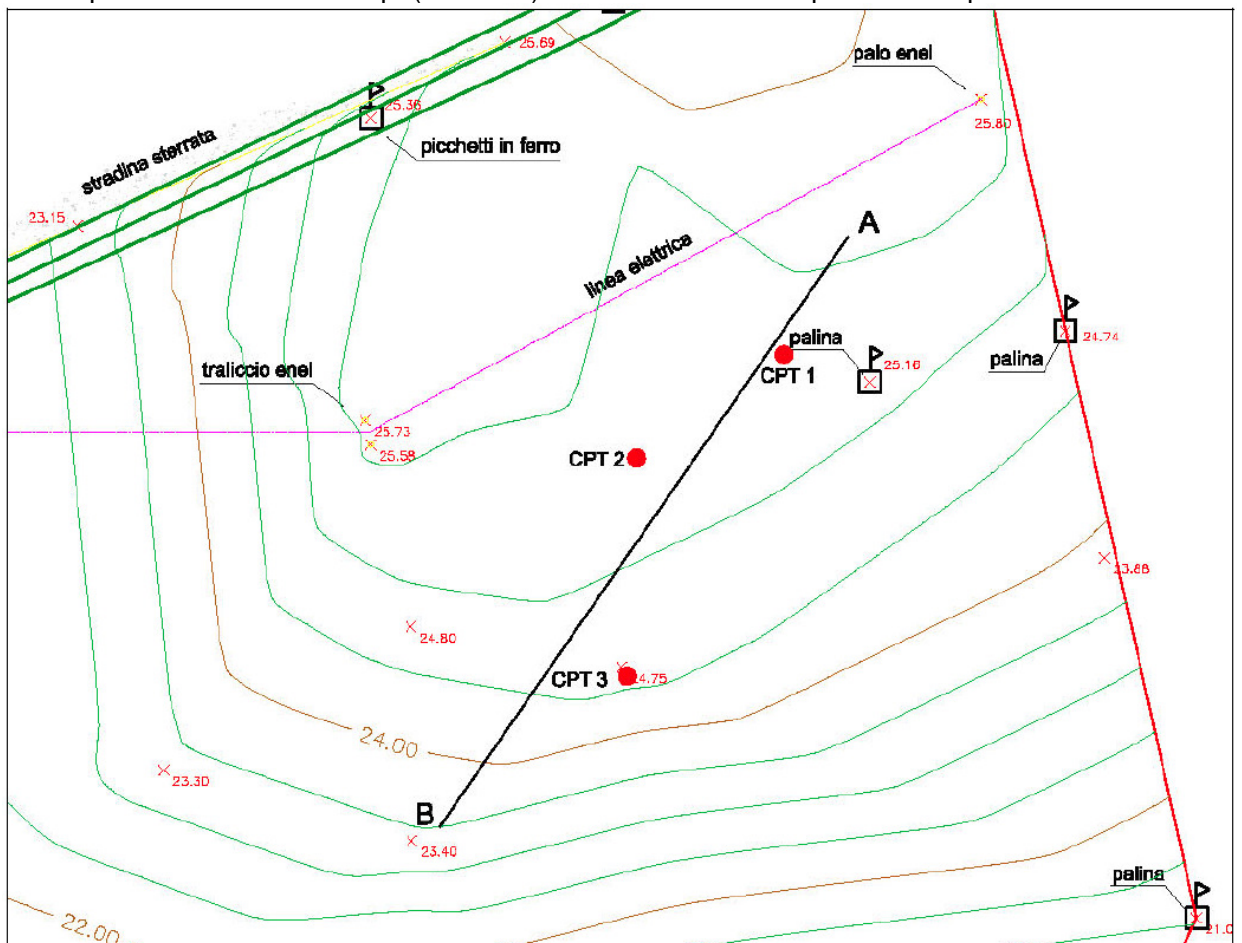 25.69
palo enel
25.36
25.80
picchetti in ferro
stradina sterrata
23.15
A
linea elettrica
palina
24.74
palina
25.16
CPT 1
traliccio enel
25.73
25.58
CPT 2
23.88
24.80
CPT 3
24.75
24.00
23.30
B
23.40
palina
22.00
21.0